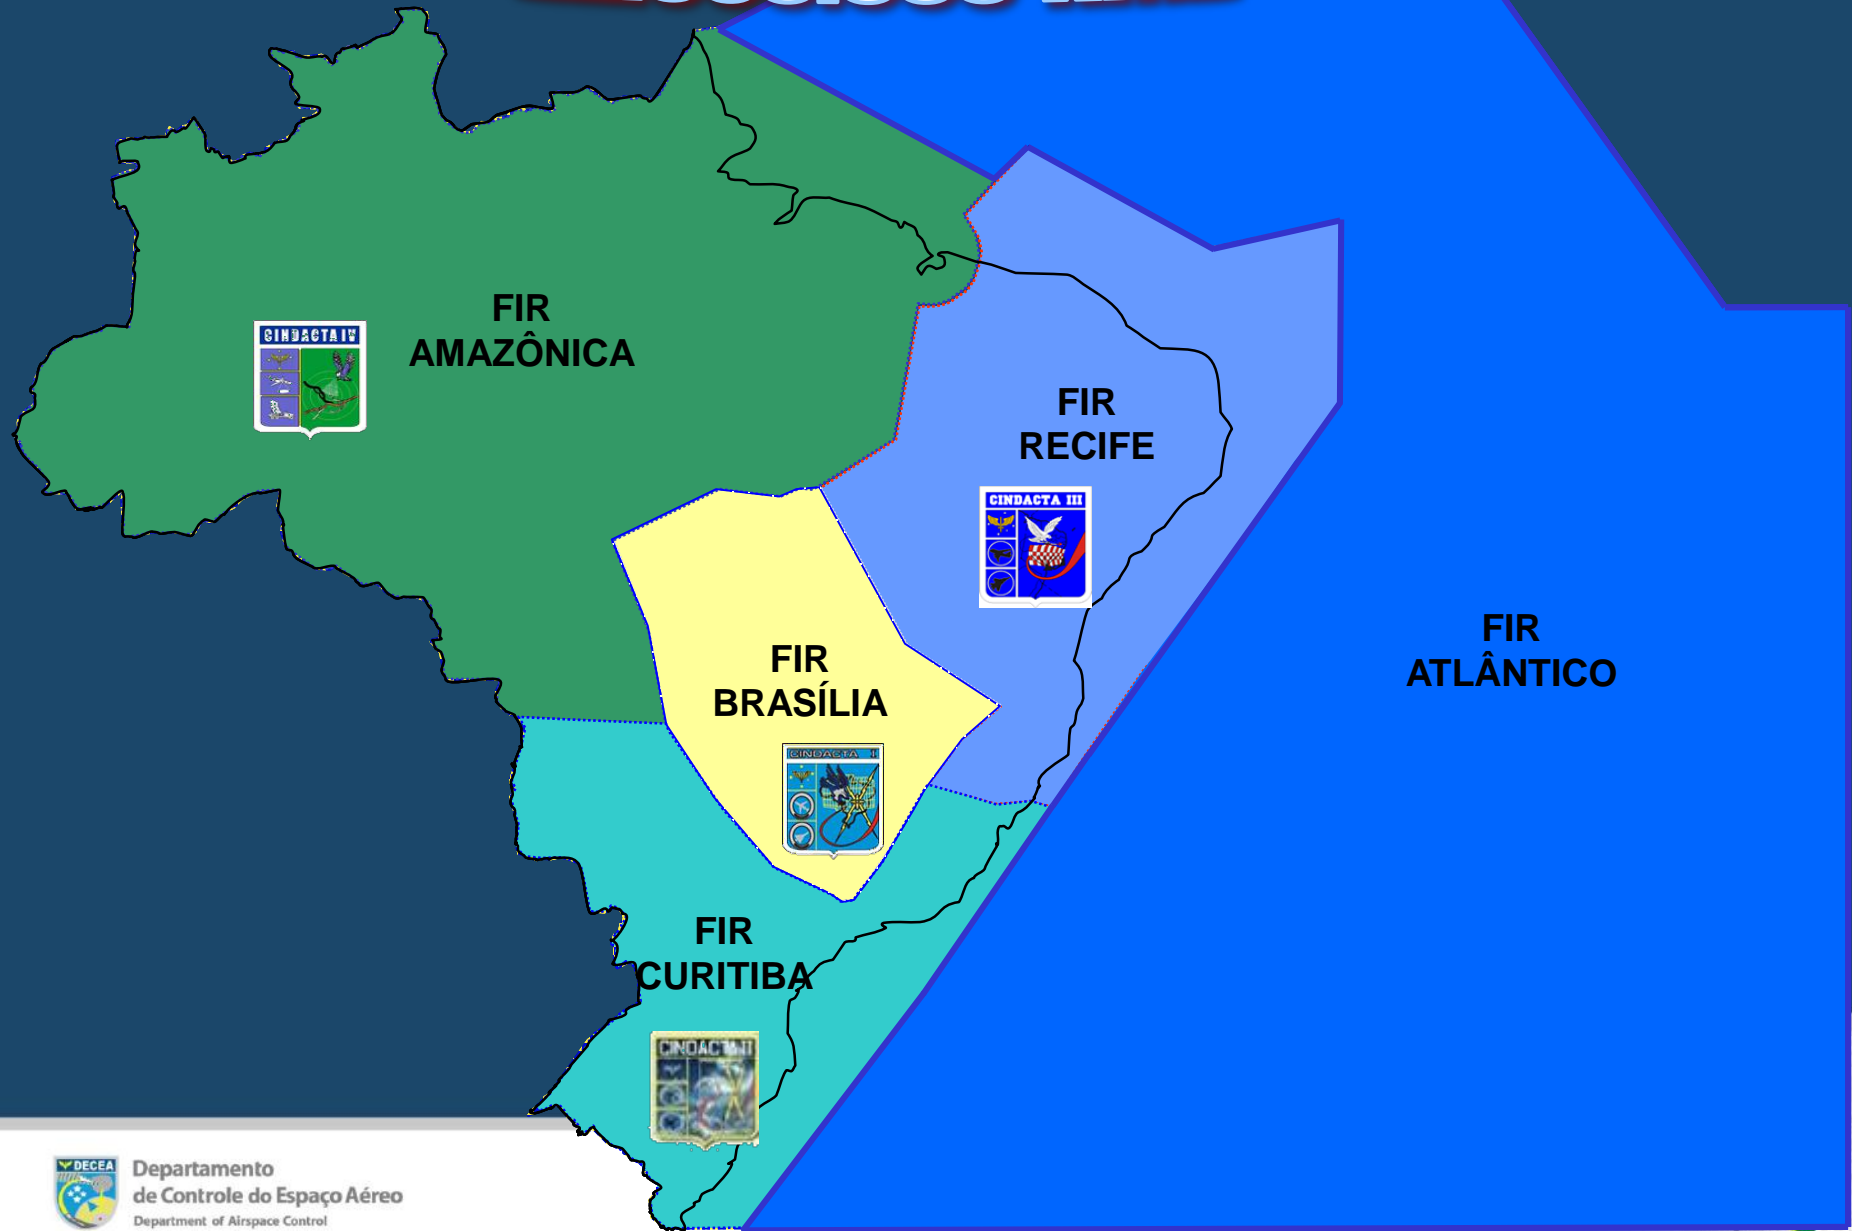 FIR
AMAZÔNICA
CINDACTA IV
FIR
RECIFE
CINDACTA III
FIR
ATLÂNTICO
FIR
BRASÍLIA
CINDACTA I
FIR
CURITIBA
CINDACTA II
DECEA
Departamento
de Controle do Espaço Aéreo
Department of Airspace Control